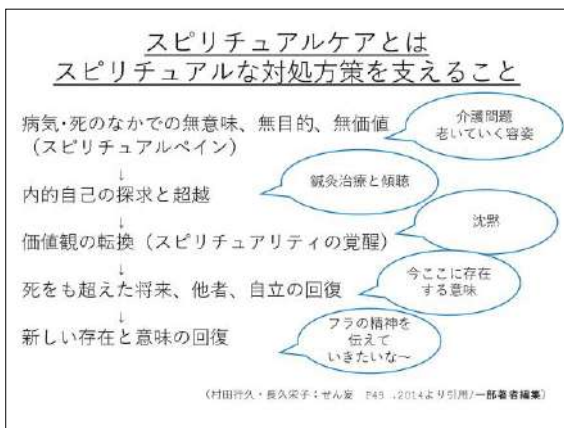 スピリチュアルケアとは
スピリチュアルな対処方策を支えること
病気・死のなかでの無意味、無目的、無価値
(スピリチュアルペイン)
介護問題
老いていく容姿
↓
内的自己の探求と超越
鍼灸治療と傾聴
↓
価値観の転換(スピリチュアリティの覚醒)
沈黙
↓
死をも超えた将来、他者、自立の回復
今ここに存在
する意味
↓
新しい存在と意味の回復
フラの精神を
伝えて
いきたいな~
(村田行久・長久栄子:せん妄 P49 .,2014より引用/一部著者編集)